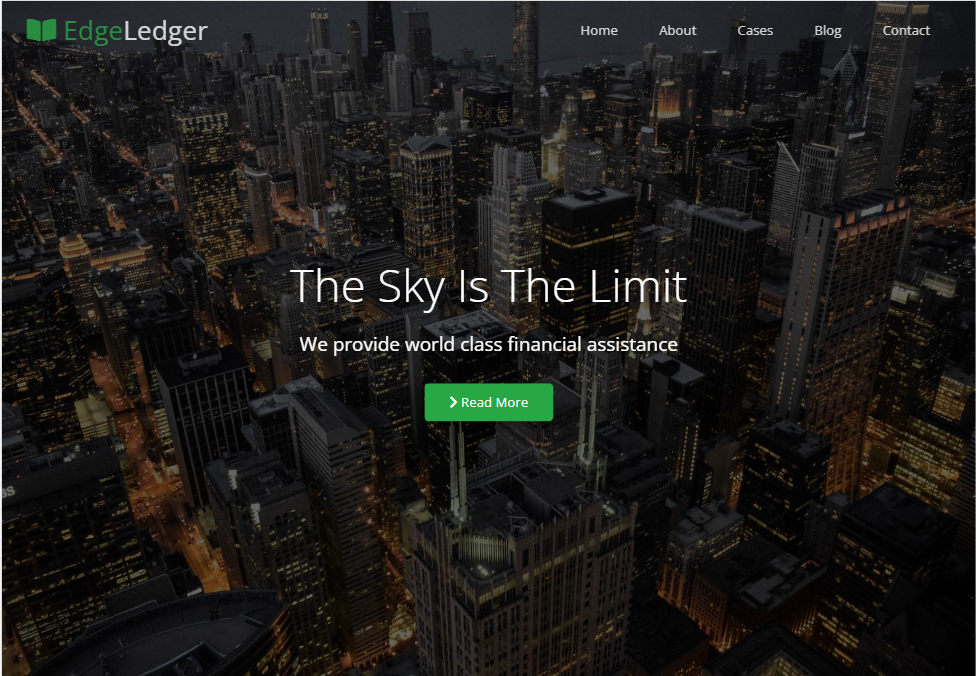 EdgeLedger
Home About Cases Blog Contact
The Sky Is The Limit
We provide world class financial assistance
Read More